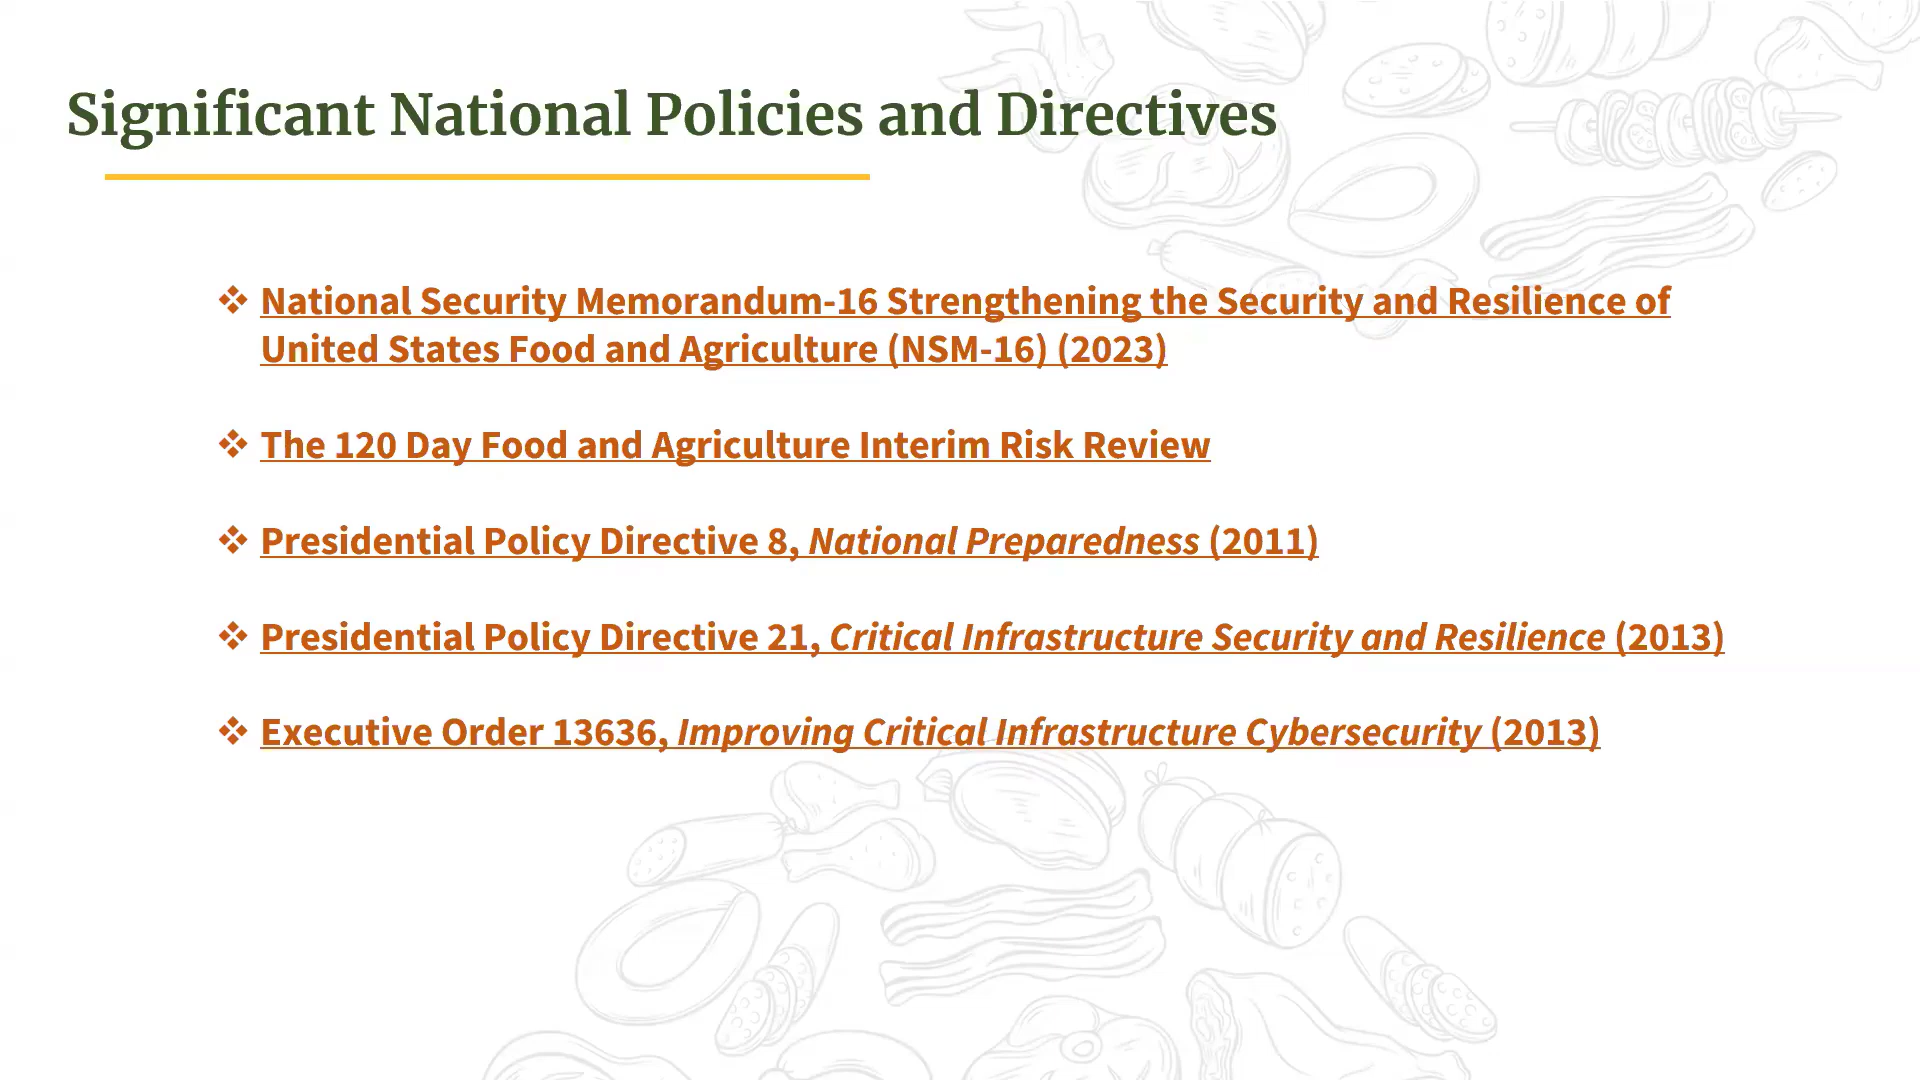 Significant National Policies and Directives
❖ National Security Memorandum-16 Strengthening the Security and Resilience of
United States Food and Agriculture (NSM-16) (2023)
❖ The 120 Day Food and Agriculture Interim Risk Review
❖ Presidential Policy Directive 8, National Preparedness (2011)
❖ Presidential Policy Directive 21, Critical Infrastructure Security and Resilience (2013)
❖ Executive Order 13636, Improving Critical Infrastructure Cybersecurity (2013)